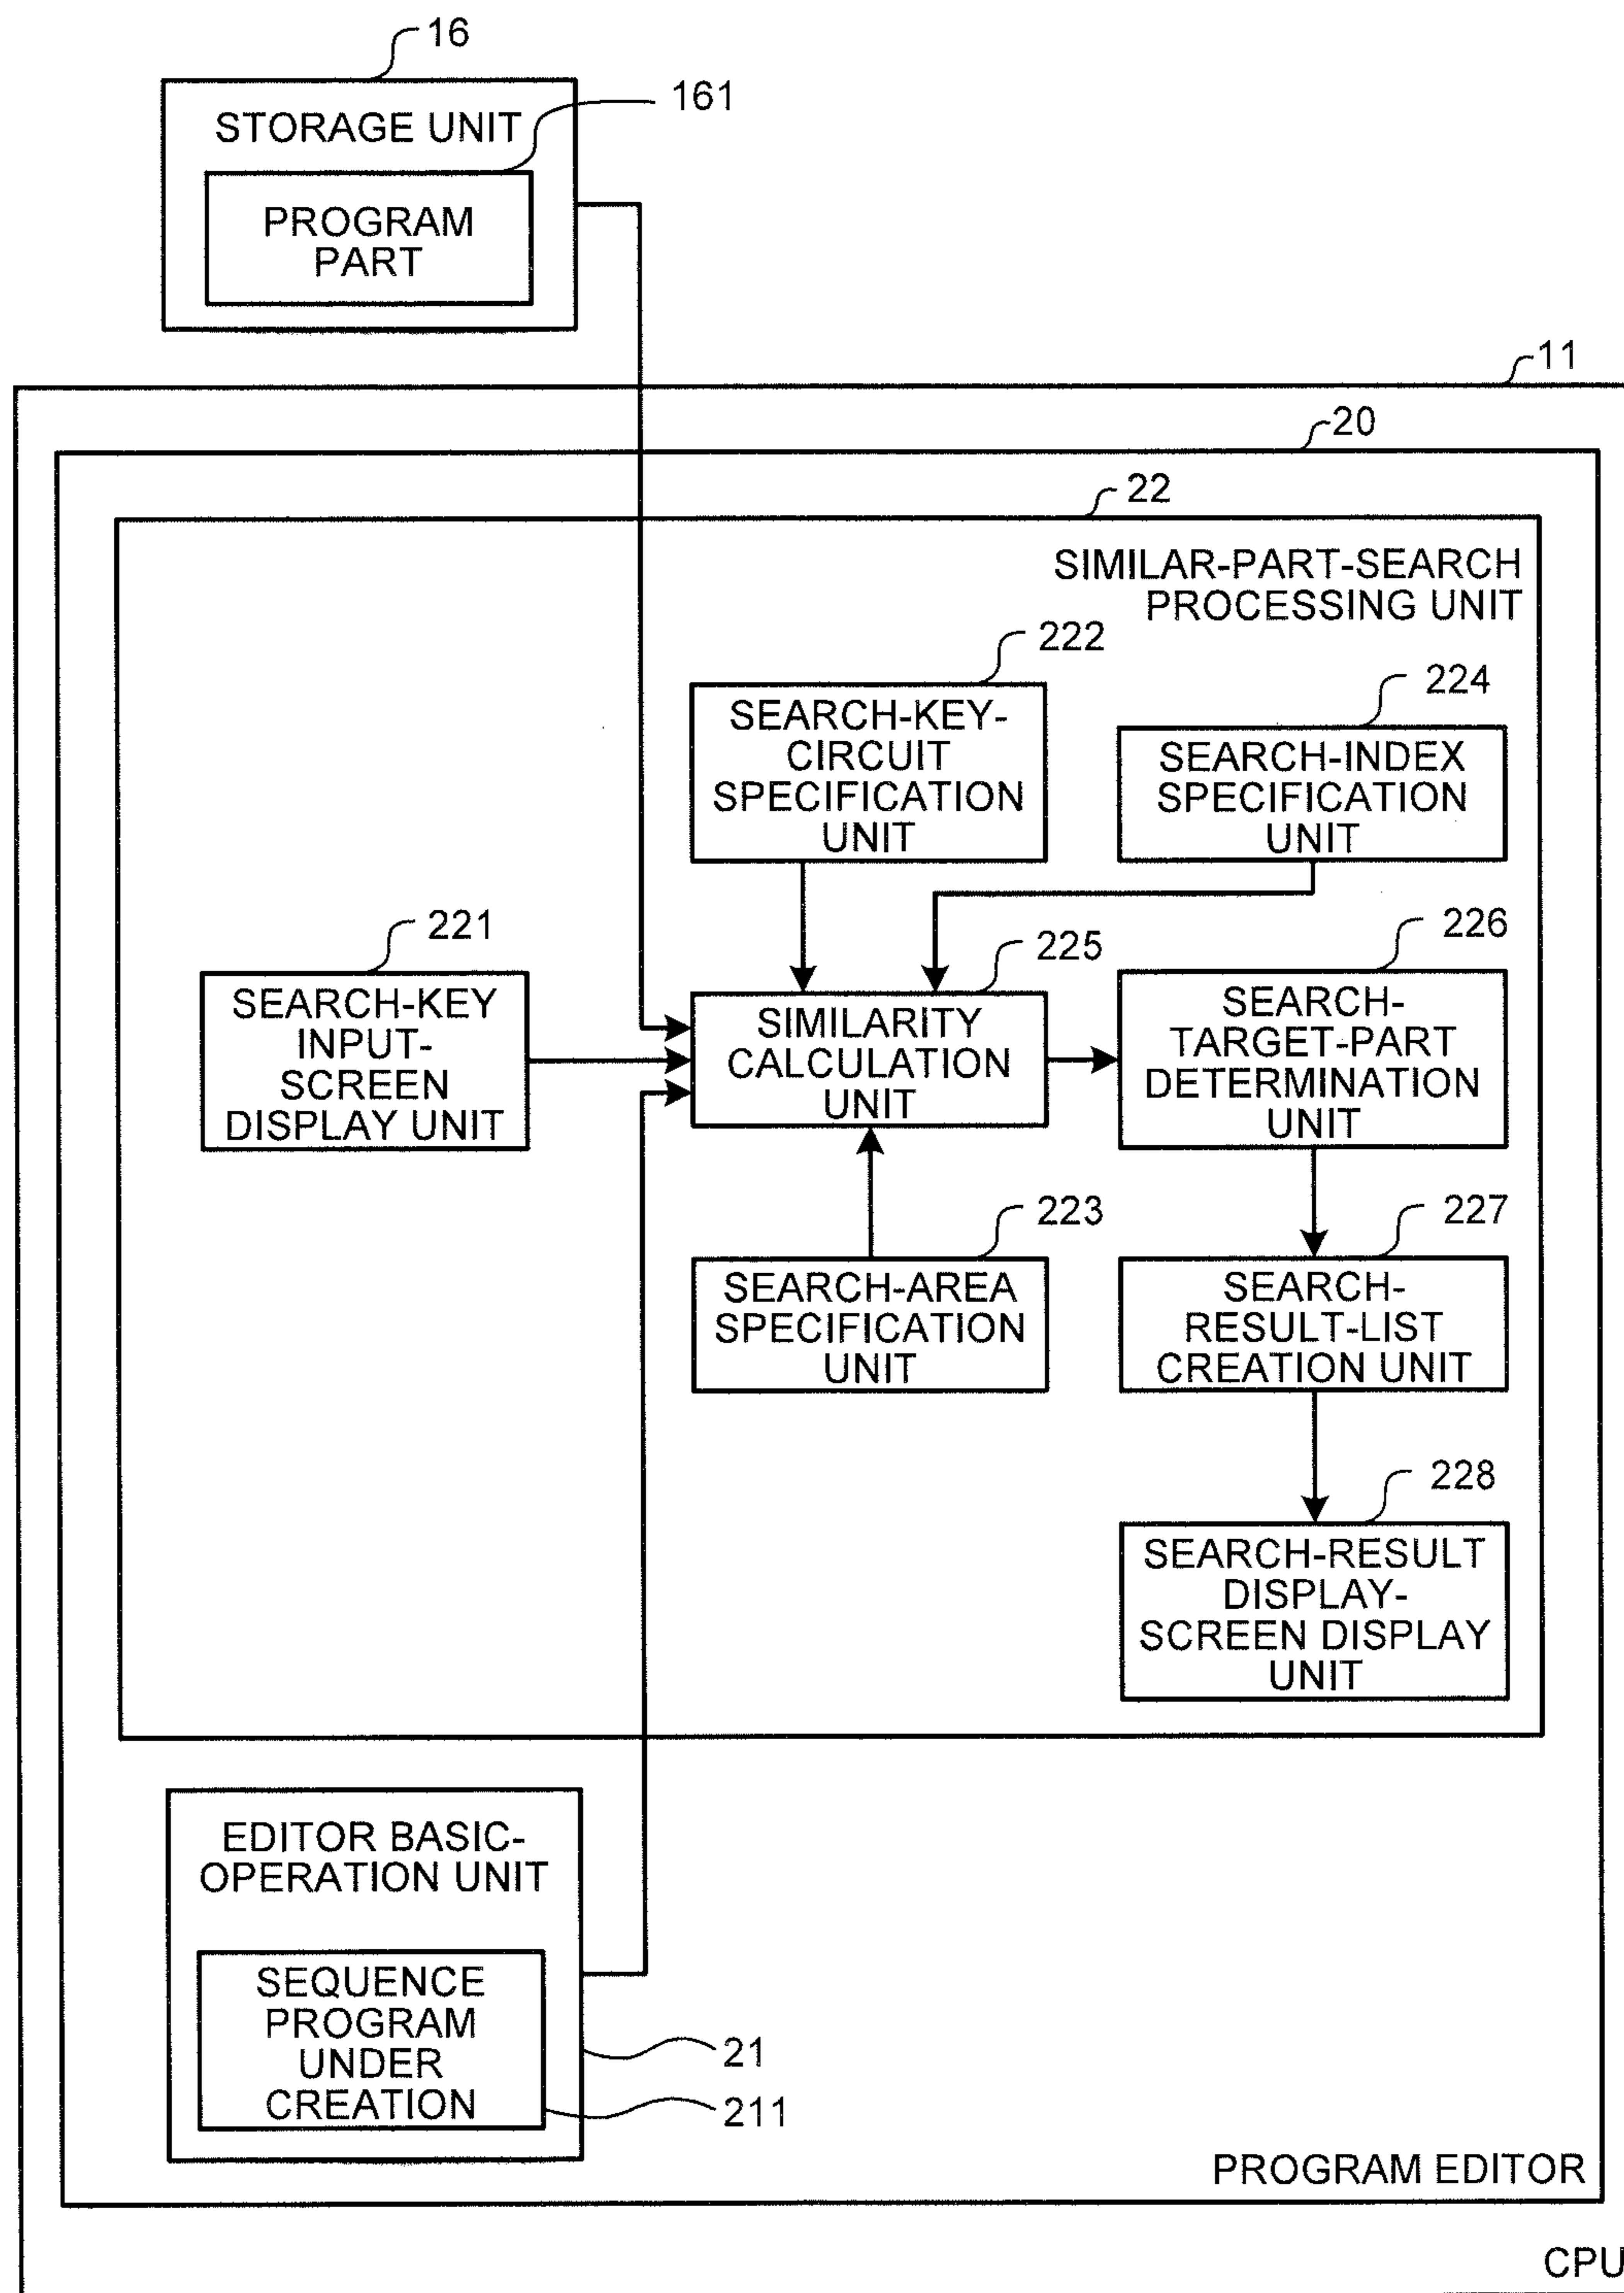 16
STORAGE UNIT
161
PROGRAM
PART
11
20
22
SIMILAR-PART-SEARCH
PROCESSING UNIT
222
SEARCH-KEY-
CIRCUIT
SPECIFICATION
UNIT
224
SEARCH-INDEX
SPECIFICATION
UNIT
221
SEARCH-KEY
INPUT-
SCREEN
DISPLAY UNIT
225
SIMILARITY
CALCULATION
UNIT
226
SEARCH-
TARGET-PART
DETERMINATION
UNIT
223
SEARCH-AREA
SPECIFICATION
UNIT
227
SEARCH-
RESULT-LIST
CREATION UNIT
228
SEARCH-RESULT
DISPLAY-
SCREEN DISPLAY
UNIT
EDITOR BASIC-
OPERATION UNIT
SEQUENCE
PROGRAM
UNDER
CREATION
21
211
PROGRAM EDITOR
CPU